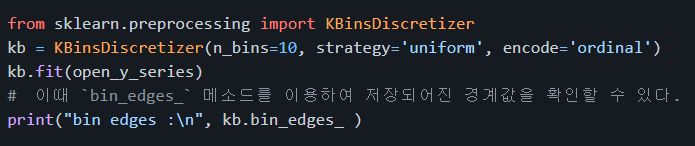 from sklearn.preprocessing import KBinsDiscretizer
kb = KBinsDiscretizer(n_bins=10, strategy='uniform', encode='ordinal')
kb.fit(open_y_series)
#  이때 `bin_edges_` 메소드를 이용하여 저장되어진 경계값을 확인할 수 있다.
print("bin edges :\n", kb.bin_edges_ )